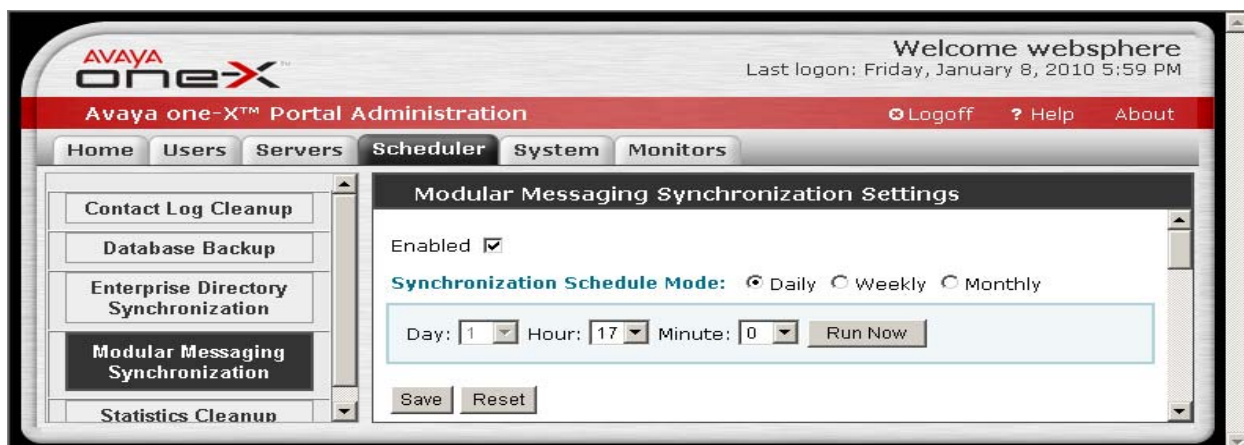 AVAYA
one-X™
Welcome websphere
Last logon: Friday, January 8, 2010 5:59 PM
Avaya one-X™ Portal Administration
Logoff ? Help About
Home Users Servers Scheduler System Monitors
Contact Log Cleanup
Database Backup
Enterprise Directory
Synchronization
Modular Messaging
Synchronization
Statistics Cleanup
Modular Messaging Synchronization Settings
Enabled
Synchronization Schedule Mode: Daily Weekly Monthly
Day: 1 Hour: 17 Minute: 0 Run Now
Save Reset